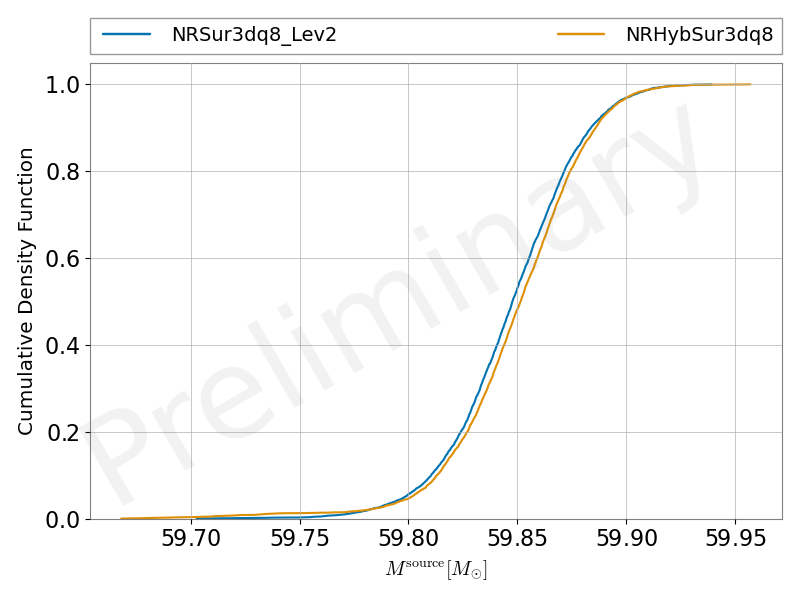 NRSur3dq8_Lev2 NRHybSur3dq8
1.0
0.8
0.6
0.4
0.2
0.0
Cumulative Density Function
Preliminary
59.70 59.75 59.80 59.85 59.90 59.95
M^source [M_⊙]